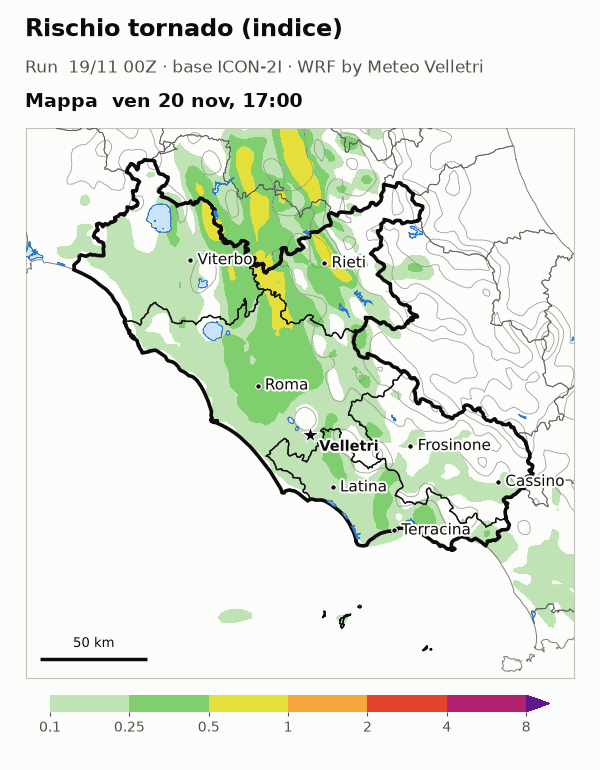 Rischio tornado (indice)
Run  19/11 00Z · base ICON-2I · WRF by Meteo Velletri
Mappa  ven 20 nov, 17:00
Viterbo
Rieti
Roma
Velletri
Frosinone
Latina
Cassino
Terracina
50 km
0.1 0.25 0.5 1 2 4 8